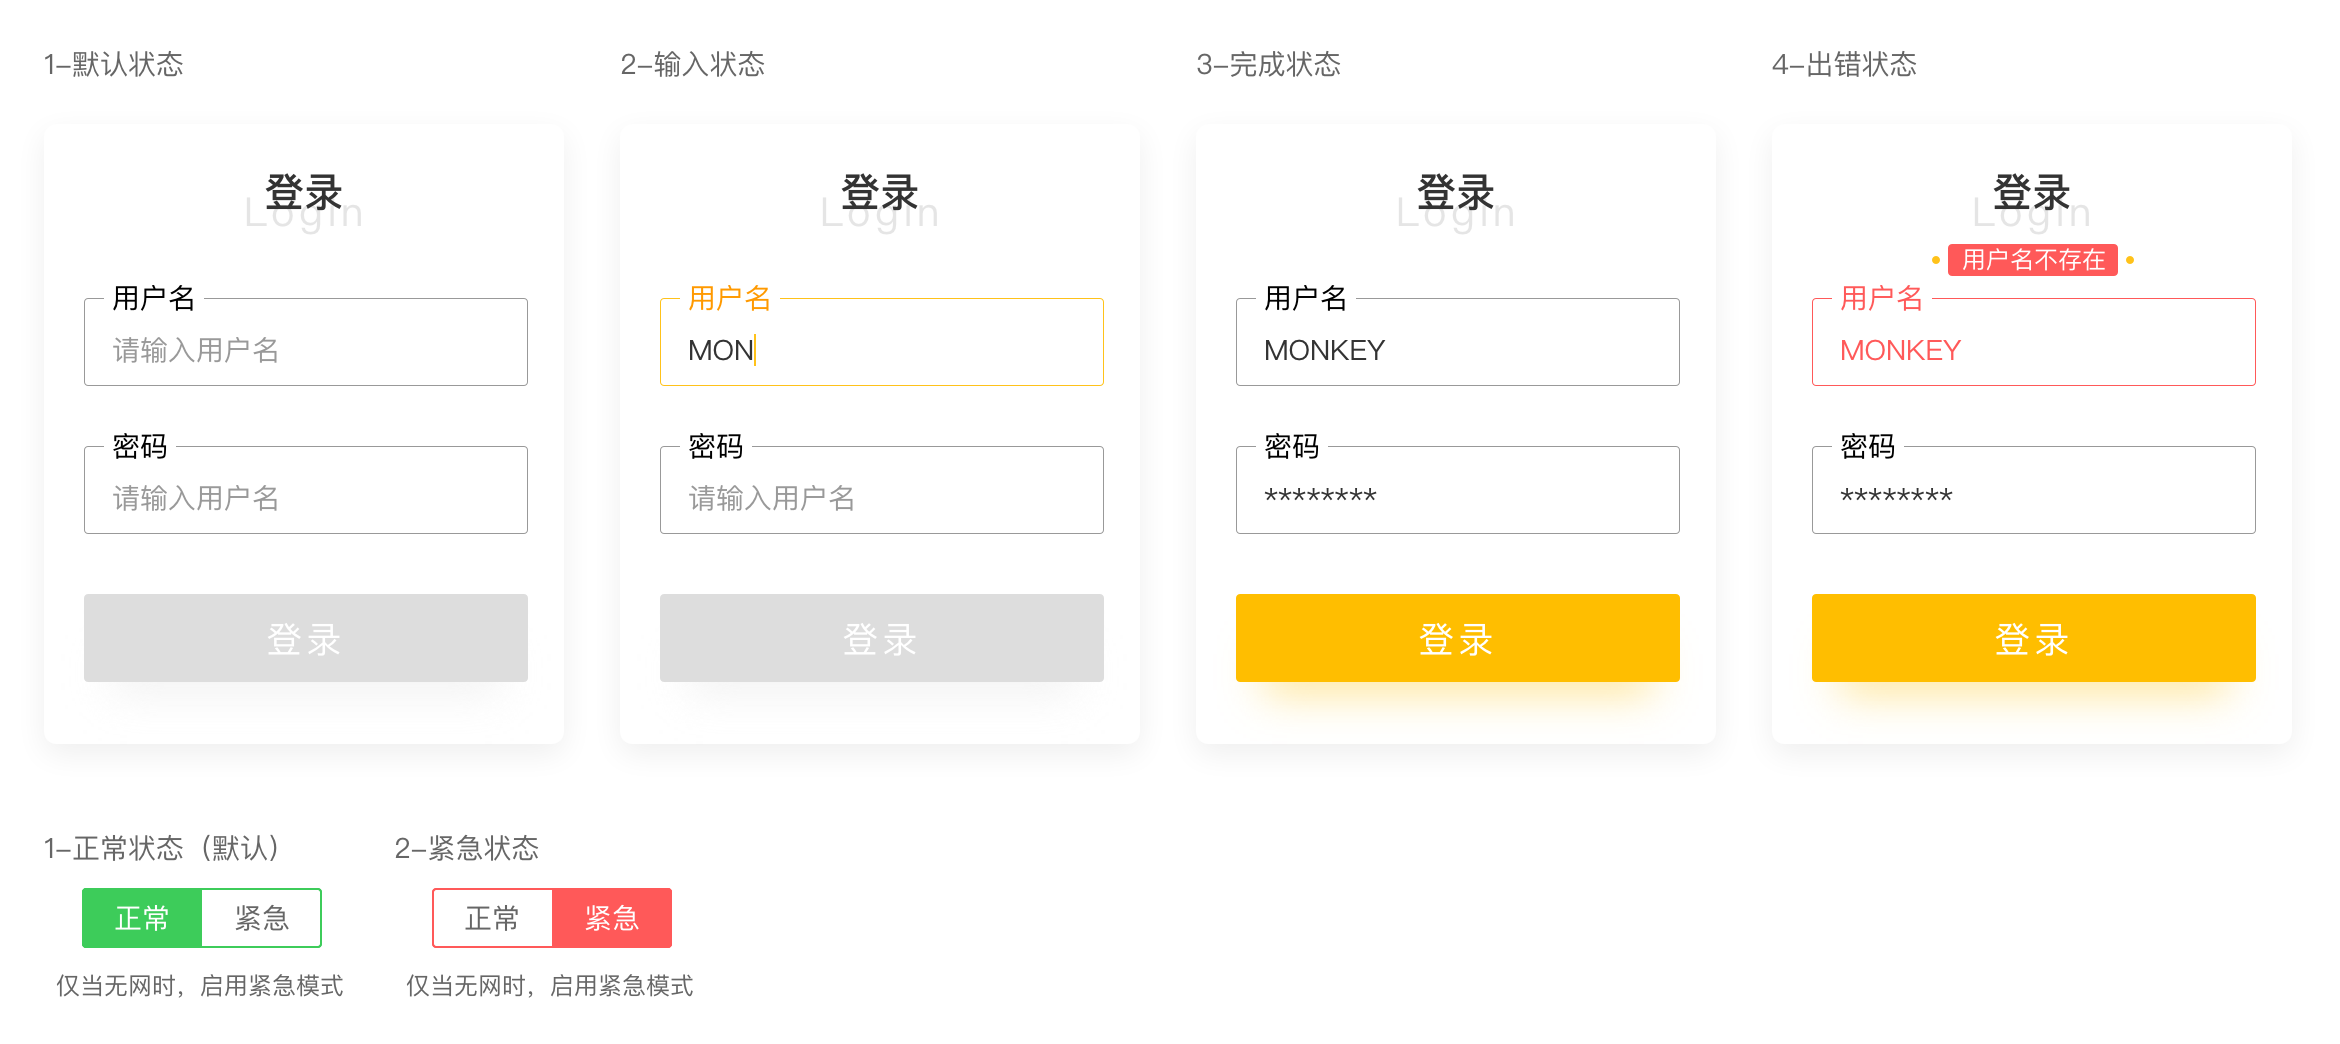 1-默认状态
登录
Login
用户名
请输入用户名
密码
请输入用户名
登录
2-输入状态
登录
Login
用户名
MON
密码
请输入用户名
登录
3-完成状态
登录
Login
用户名
MONKEY
密码
********
登录
4-出错状态
登录
Login
用户名不存在
用户名
MONKEY
密码
********
登录
1-正常状态（默认）
正常 紧急
仅当无网时，启用紧急模式
2-紧急状态
正常 紧急
仅当无网时，启用紧急模式